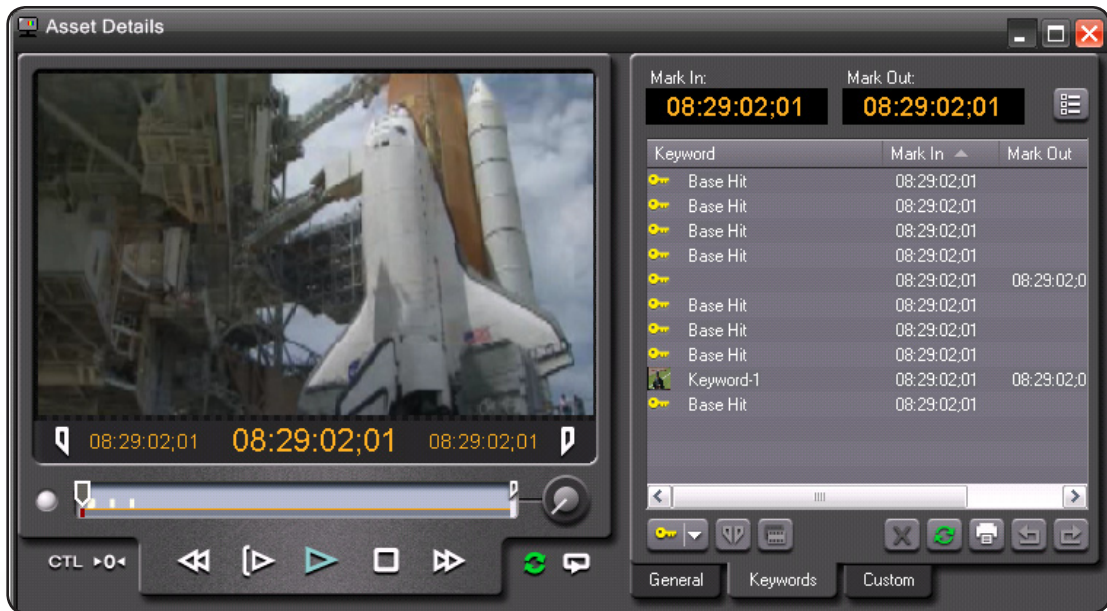 Asset Details
Mark In:
Mark Out:
08:29:02;01
08:29:02;01
Keyword
Mark In
Mark Out
Base Hit 08:29:02;01
Base Hit 08:29:02;01
Base Hit 08:29:02;01
Base Hit 08:29:02;01
08:29:02;01 08:29:02;0
Base Hit 08:29:02;01
Base Hit 08:29:02;01
Base Hit 08:29:02;01
Keyword-1 08:29:02;01 08:29:02;0
Base Hit 08:29:02;01
08:29:02;01 08:29:02;01 08:29:02;01
CTL ▸0◂
General Keywords Custom